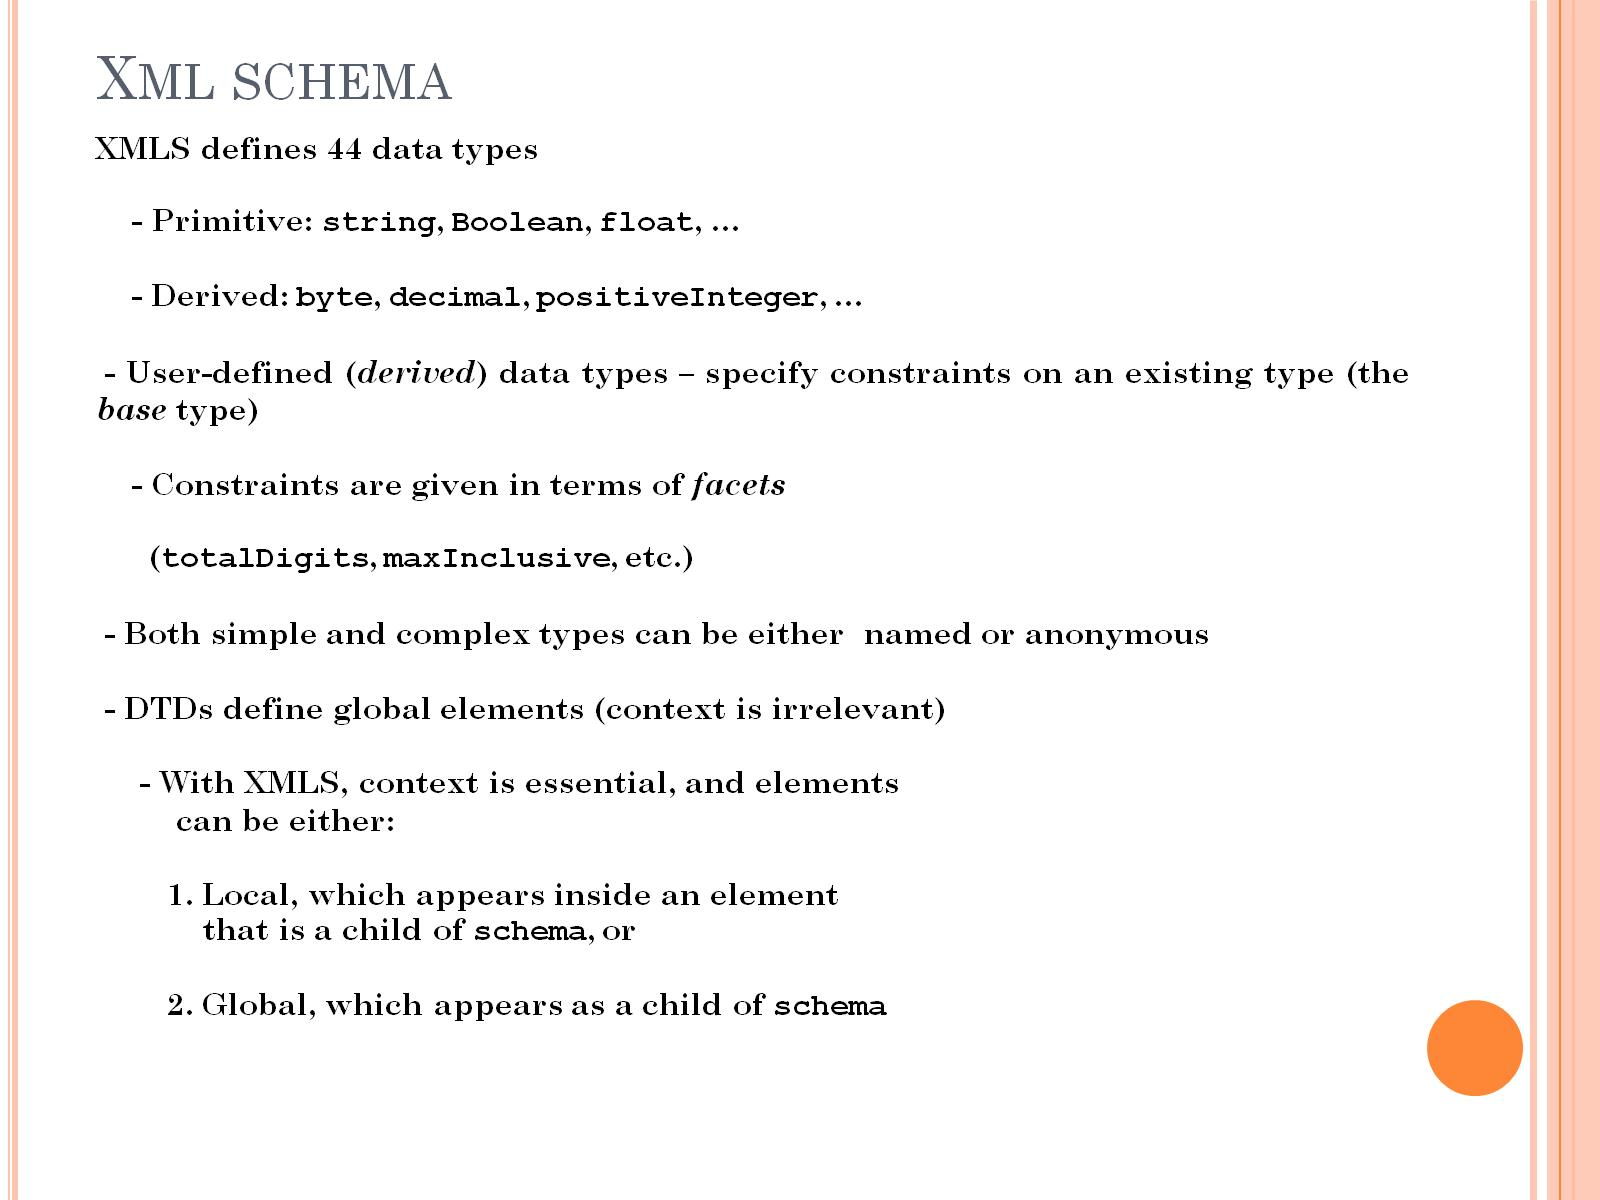 XML SCHEMA
XMLS defines 44 data types
- Primitive: string, Boolean, float, …
- Derived: byte, decimal, positiveInteger, …
- User-defined (derived) data types – specify constraints on an existing type (the
base type)
- Constraints are given in terms of facets
(totalDigits, maxInclusive, etc.)
- Both simple and complex types can be either named or anonymous
- DTDs define global elements (context is irrelevant)
- With XMLS, context is essential, and elements
can be either:
1. Local, which appears inside an element
that is a child of schema, or
2. Global, which appears as a child of schema